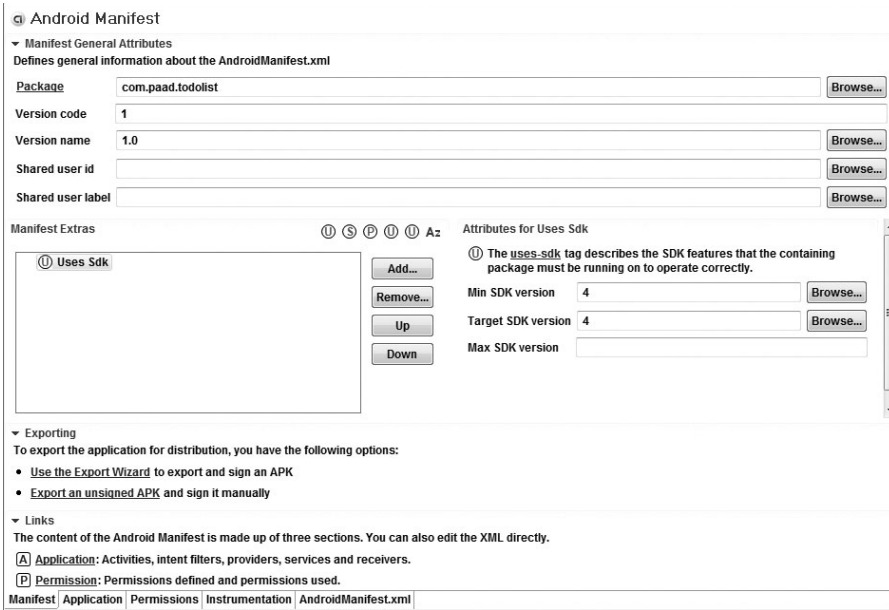 Android Manifest
Manifest General Attributes
Defines general information about the AndroidManifest.xml
Package com.paad.todolist Browse...
Version code 1
Version name 1.0 Browse...
Shared user id Browse...
Shared user label Browse...
Manifest Extras U S P U U Az
U Uses Sdk
Add...
Remove...
Up
Down
Attributes for Uses Sdk
U The uses-sdk tag describes the SDK features that the containing
package must be running on to operate correctly.
Min SDK version 4 Browse...
Target SDK version 4 Browse...
Max SDK version
Exporting
To export the application for distribution, you have the following options:
• Use the Export Wizard to export and sign an APK
• Export an unsigned APK and sign it manually
Links
The content of the Android Manifest is made up of three sections. You can also edit the XML directly.
A Application: Activities, intent filters, providers, services and receivers.
P Permission: Permissions defined and permissions used.
Manifest Application Permissions Instrumentation AndroidManifest.xml